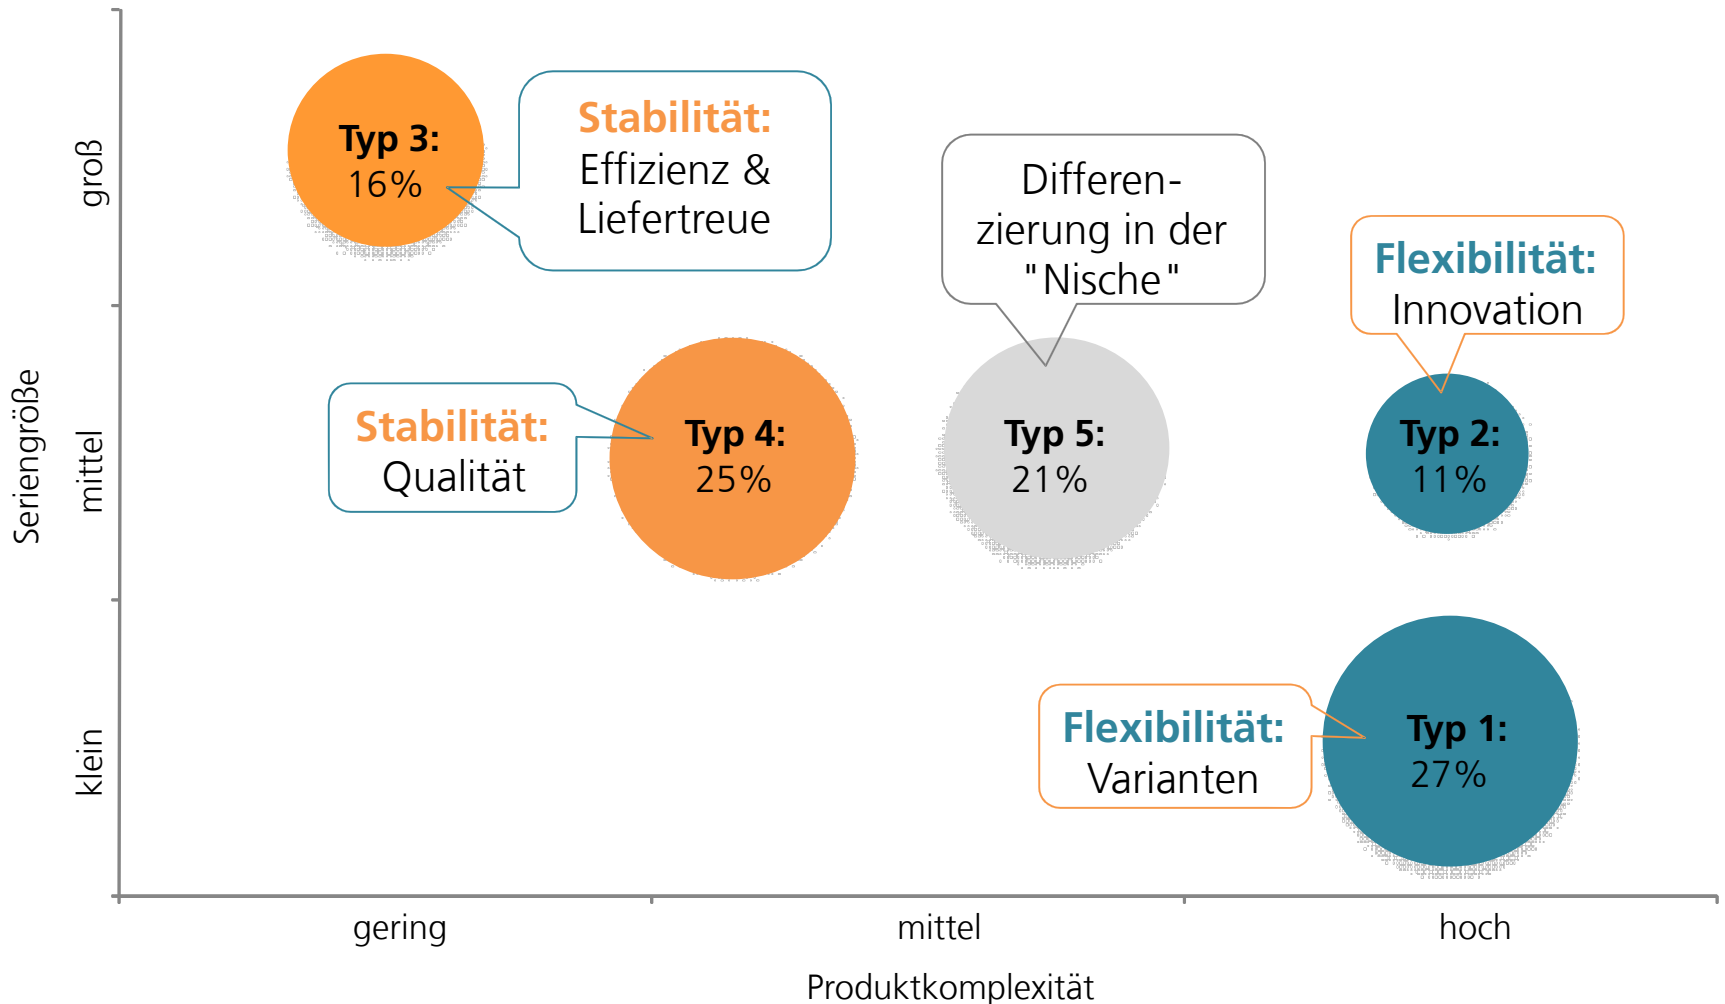 Seriengröße
groß
mittel
klein
Typ 3:
16%
Stabilität:
Effizienz &
Liefertreue
Differen-
zierung in der
"Nische"
Flexibilität:
Innovation
Stabilität:
Qualität
Typ 4:
25%
Typ 5:
21%
Typ 2:
11%
Flexibilität:
Varianten
Typ 1:
27%
gering
mittel
hoch
Produktkomplexität